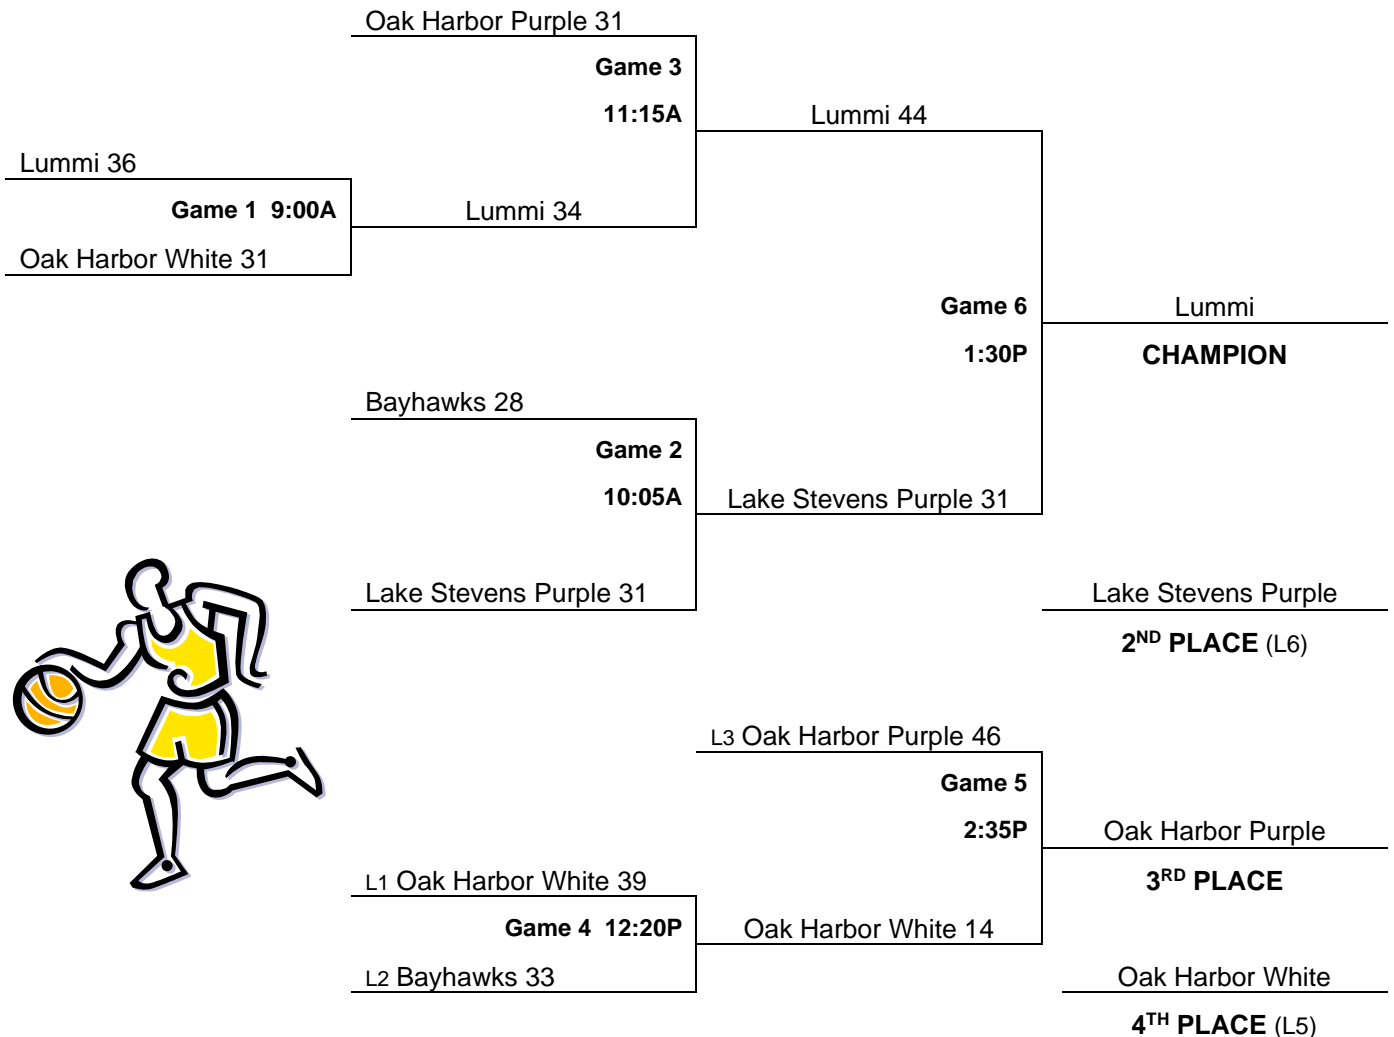 Oak Harbor Purple 31
Game 3
11:15A
Lummi 44
Lummi 36
Game 1 9:00A
Lummi 34
Oak Harbor White 31
Game 6
Lummi
1:30P
CHAMPION
Bayhawks 28
Game 2
10:05A
Lake Stevens Purple 31
Lake Stevens Purple 31
Lake Stevens Purple
2ND PLACE (L6)
L3 Oak Harbor Purple 46
Game 5
2:35P
Oak Harbor Purple
3RD PLACE
L1 Oak Harbor White 39
Game 4 12:20P
Oak Harbor White 14
L2 Bayhawks 33
Oak Harbor White
4TH PLACE (L5)